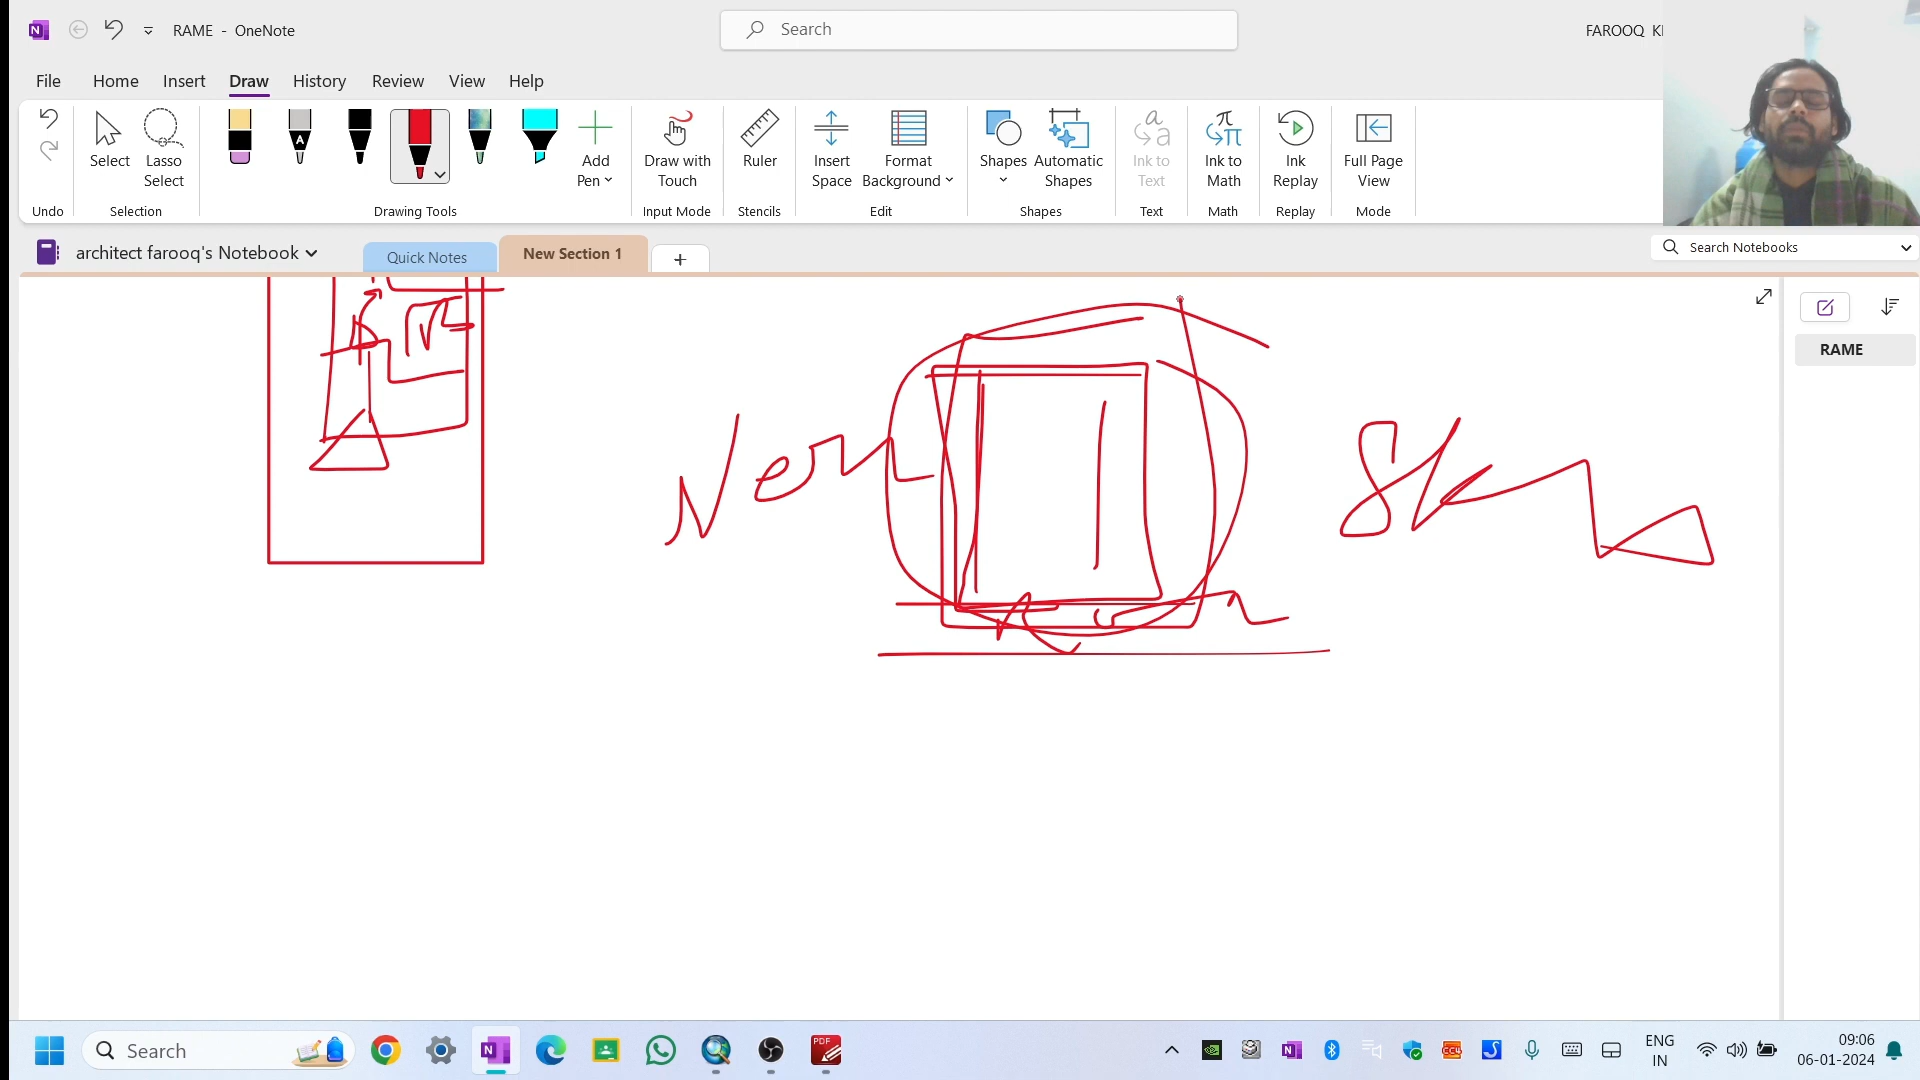 RAME - OneNote
Search
FAROOQ
File Home Insert Draw History Review View Help
Select
Lasso Select
A
Add Pen
Draw with Touch
Ruler
Insert Space
Format Background
Shapes
Automatic Shapes
a
a
Ink to Text
π
π
Ink to Math
Ink Replay
Full Page View
Undo Selection Drawing Tools Input Mode Stencils Edit Shapes Text Math Replay Mode
architect farooq's Notebook
Quick Notes
New Section 1
+
Search Notebooks
RAME
Search
PDF
ENG
IN
09:06
06-01-2024